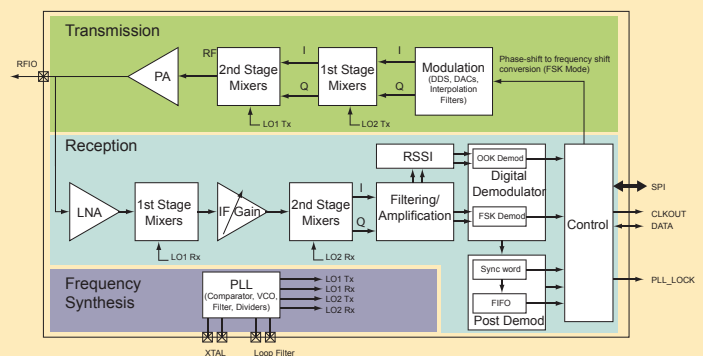 Transmission
RFIO
PA
RF
2nd Stage
Mixers
I
Q
1st Stage
Mixers
I
Q
Modulation
(DDS, DACs,
Interpolation
Filters)
Phase-shift to frequency shift
conversion (FSK Mode)
LO1 Tx
LO2 Tx
Reception
LNA
1st Stage
Mixers
IF Gain
2nd Stage
Mixers
I
Q
RSSI
Filtering/
Amplification
OOK Demod
Digital
Demodulator
FSK Demod
Control
SPI
CLKOUT
DATA
PLL_LOCK
LO1 Rx
LO2 Rx
Sync word
FIFO
Post Demod
Frequency
Synthesis
PLL
(Comparator, VCO,
Filter, Dividers)
LO1 Tx
LO1 Rx
LO2 Tx
LO2 Rx
XTAL
Loop Filter